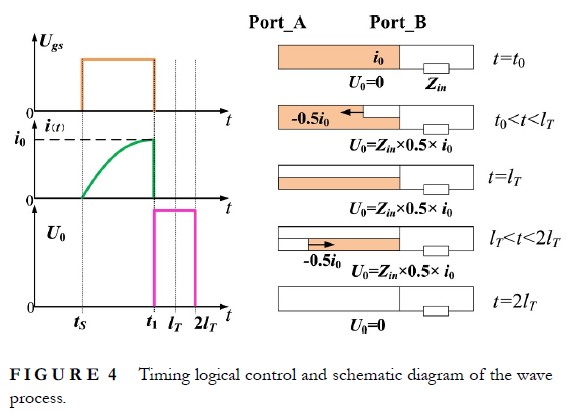 Port_A Port_B
Ugs
0 t
i(t)
i0
0 t
U0
0 tS t1 lT 2lT t
i0 t=t0
U0=0 Zin
-0.5i0 t0<t<lT
U0=Zin×0.5× i0
t=lT
U0=Zin×0.5× i0
lT<t<2lT
-0.5i0
U0=Zin×0.5× i0
t=2lT
U0=0
FIGURE 4 Timing logical control and schematic diagram of the wave
process.